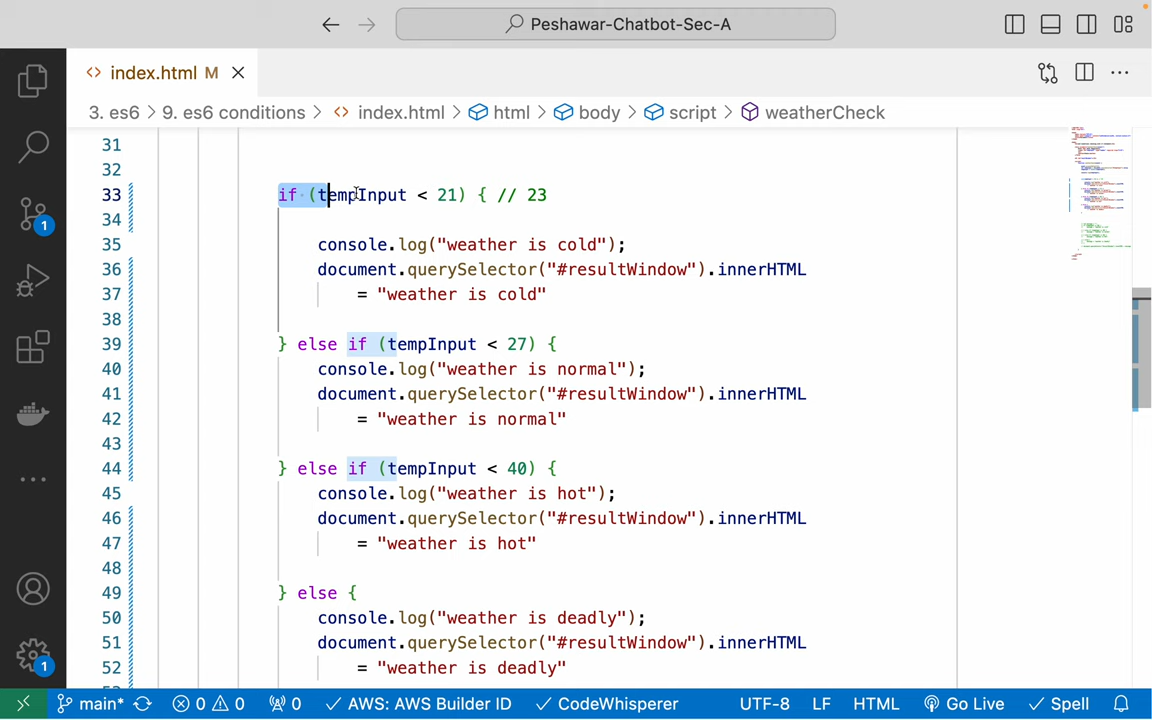 Peshawar-Chatbot-Sec-A
index.html M
3. es6 > 9. es6 conditions > index.html > html > body > script > weatherCheck
31
32
33 if (tempInput < 21) { // 23
34
35 console.log("weather is cold");
36 document.querySelector("#resultWindow").innerHTML
37 = "weather is cold"
38
39 } else if (tempInput < 27) {
40 console.log("weather is normal");
41 document.querySelector("#resultWindow").innerHTML
42 = "weather is normal"
43
44 } else if (tempInput < 40) {
45 console.log("weather is hot");
46 document.querySelector("#resultWindow").innerHTML
47 = "weather is hot"
48
49 } else {
50 console.log("weather is deadly");
51 document.querySelector("#resultWindow").innerHTML
52 = "weather is deadly"
1
1
main* 0 0 0 AWS: AWS Builder ID CodeWhisperer UTF-8 LF HTML Go Live Spell